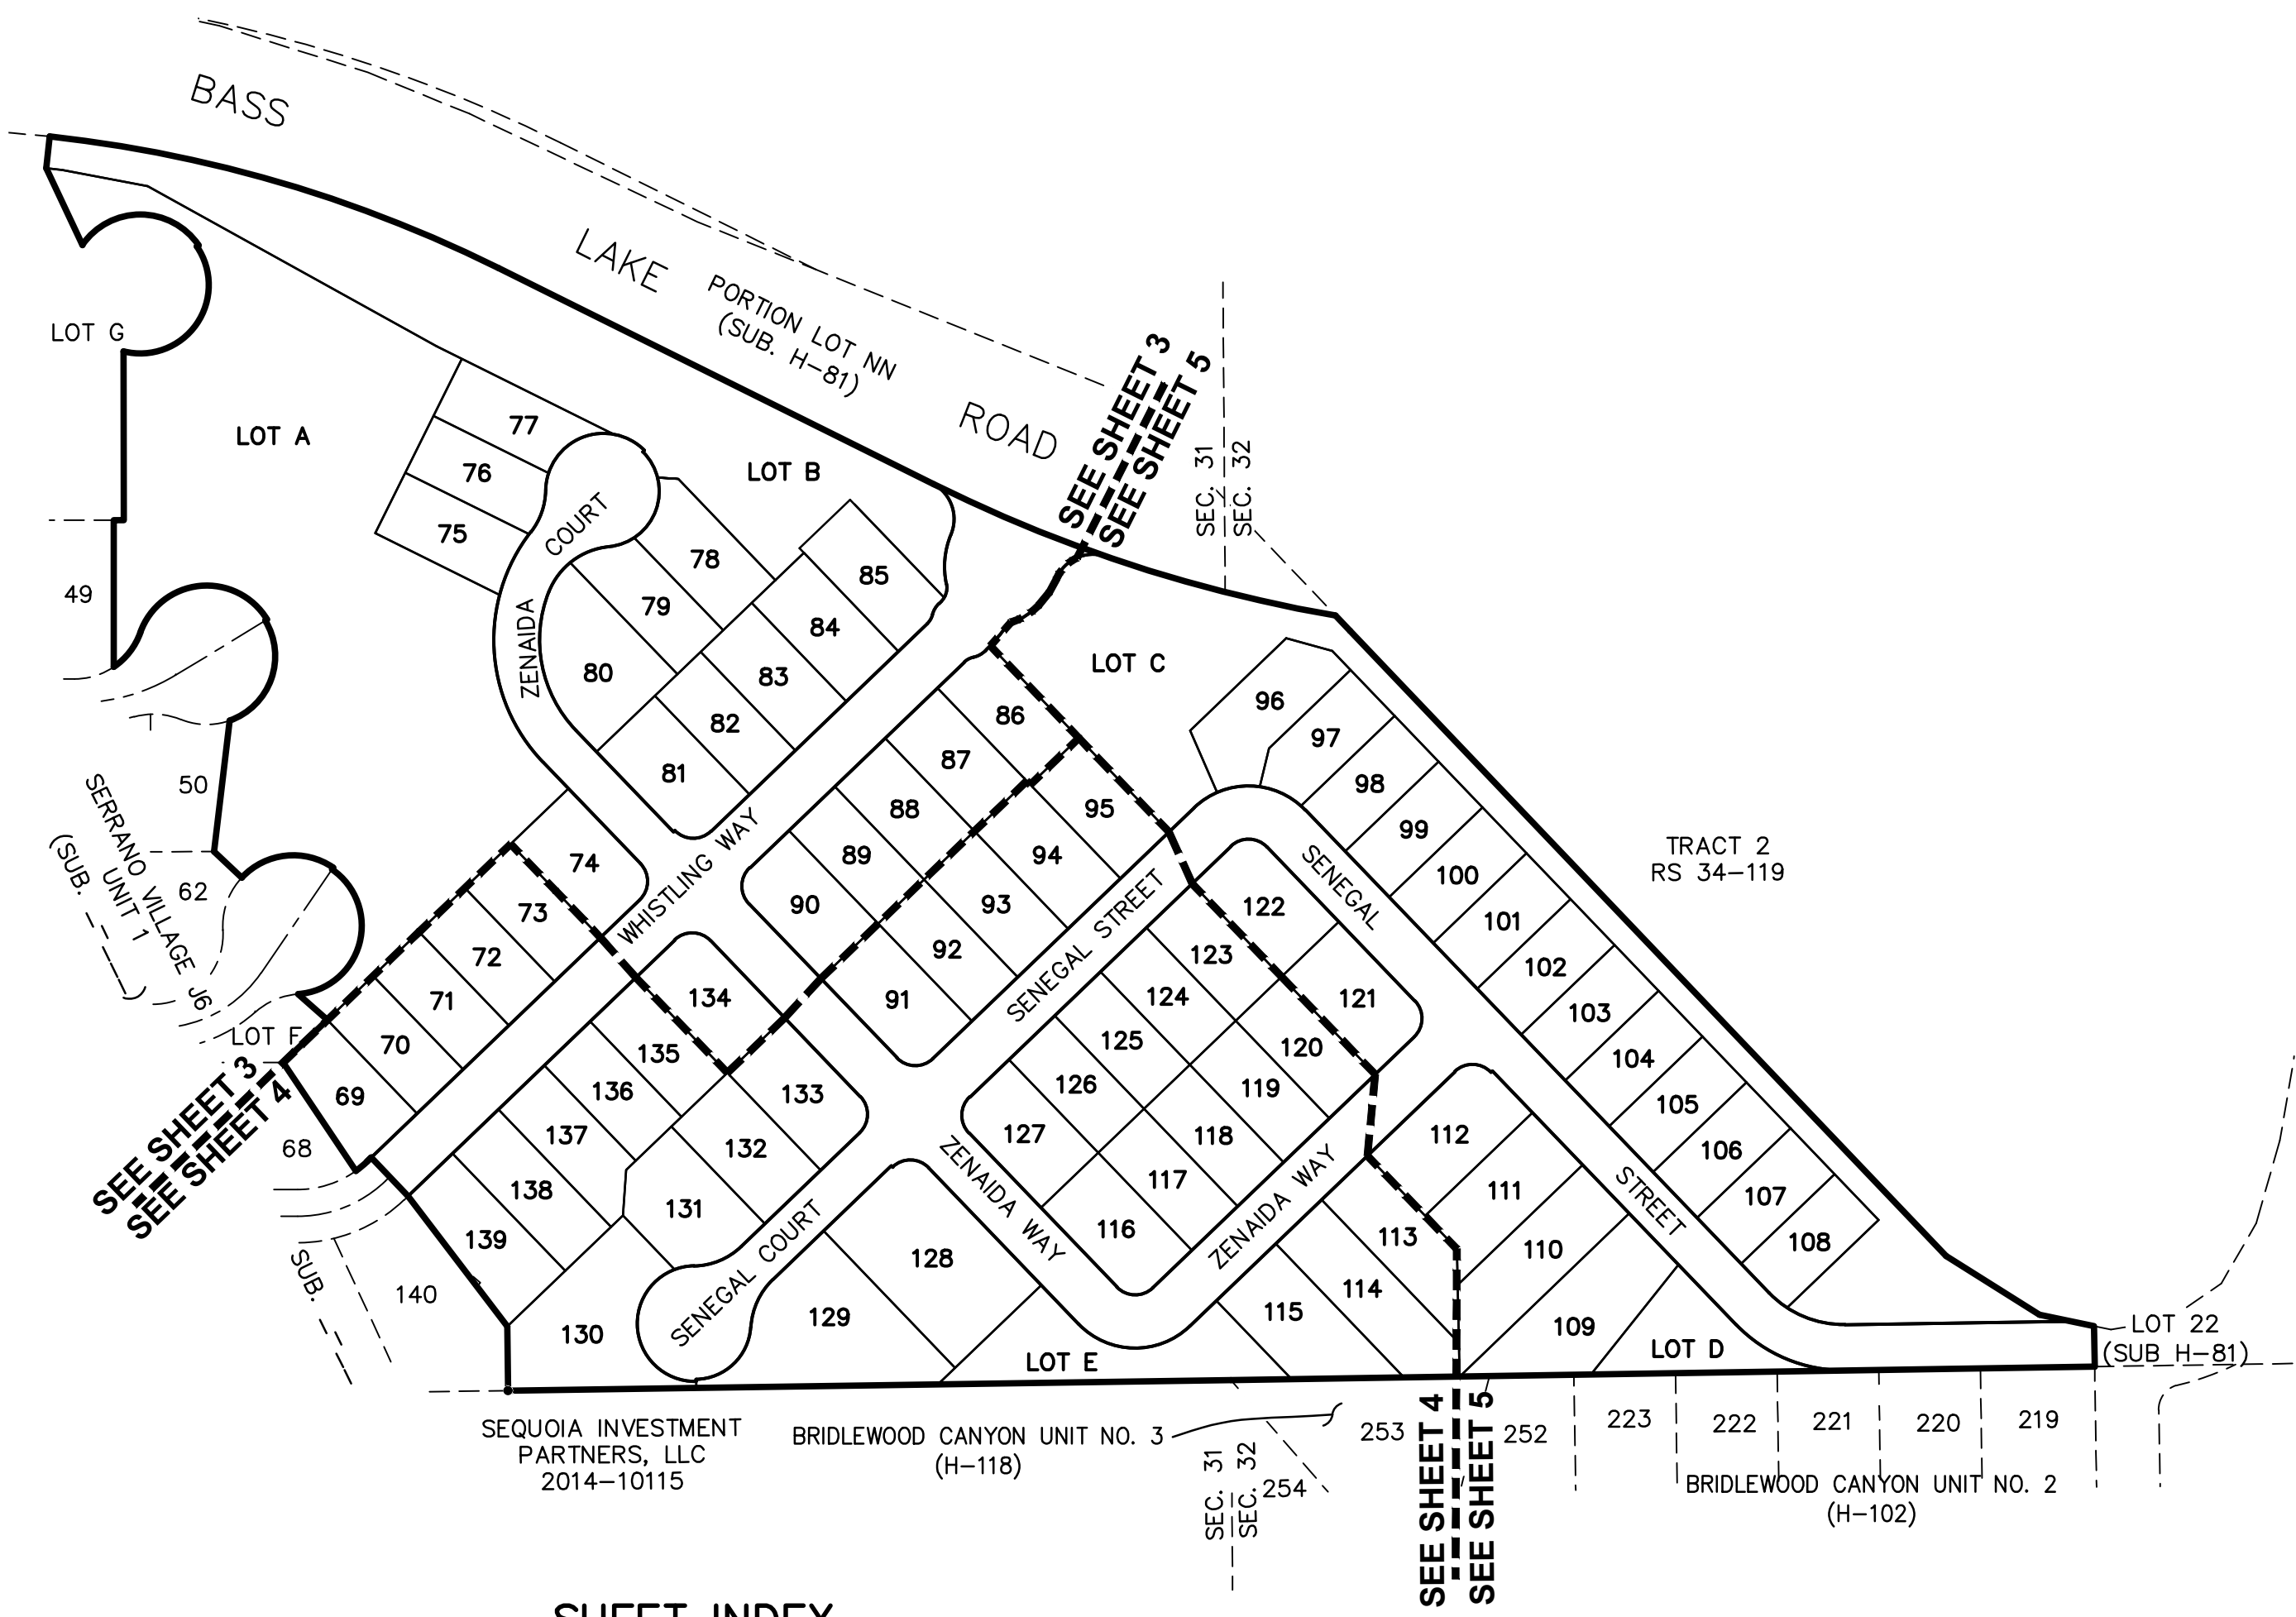 BASS
LAKE
ROAD
PORTION LOT NN
(SUB. H-81)
SEE SHEET 3
SEE SHEET 5
SEC. 31
SEC. 32
LOT G
LOT A
LOT B
LOT C
77
76
75
COURT
ZENAIDA
78
79
80
85
84
83
82
81
49
50
62
SERRANO VILLAGE J6
UNIT 1
(SUB. _ _ _ _)
LOT F
74
73
72
71
70
69
68
SEE SHEET 3
SEE SHEET 4
WHISTLING WAY
86
87
88
89
90
95
94
93
92
91
96
97
98
99
100
101
102
103
104
105
106
107
108
TRACT 2
RS 34-119
SENEGAL
STREET
SENEGAL STREET
122
123
124
125
126
127
121
120
119
118
117
116
134
135
136
137
138
139
133
132
131
130
140
SUB. _ _ _
SENEGAL COURT
ZENAIDA WAY
ZENAIDA WAY
128
129
112
111
110
109
113
114
115
LOT E
LOT D
LOT 22
(SUB H-81)
SEQUOIA INVESTMENT
PARTNERS, LLC
2014-10115
BRIDLEWOOD CANYON UNIT NO. 3
(H-118)
SEC. 31
SEC. 32
254
253
SEE SHEET 4
SEE SHEET 5
252
223
222
221
220
219
BRIDLEWOOD CANYON UNIT NO. 2
(H-102)
SHEET INDEX